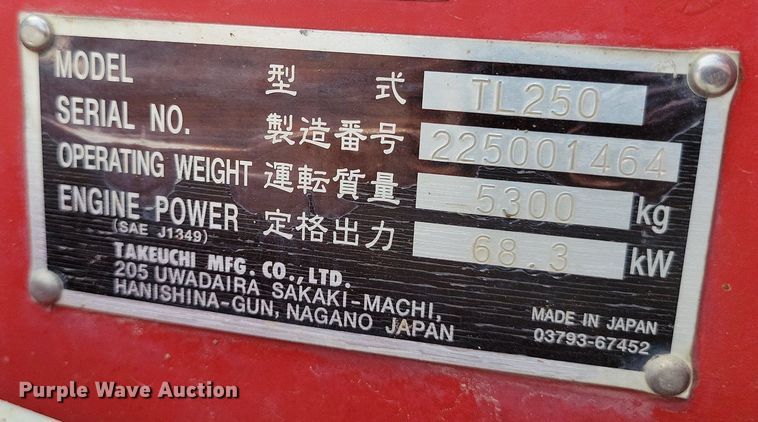 MODEL 型 式 TL250
SERIAL NO. 製造番号 225001464
OPERATING WEIGHT 運転質量 5300 kg
ENGINE POWER 定格出力 68.3 kW
(SAE J1349)
TAKEUCHI MFG. CO., LTD.
205 UWADAIRA SAKAKI-MACHI,
HANISHINA-GUN, NAGANO JAPAN
MADE IN JAPAN
03793-67452
Purple Wave Auction